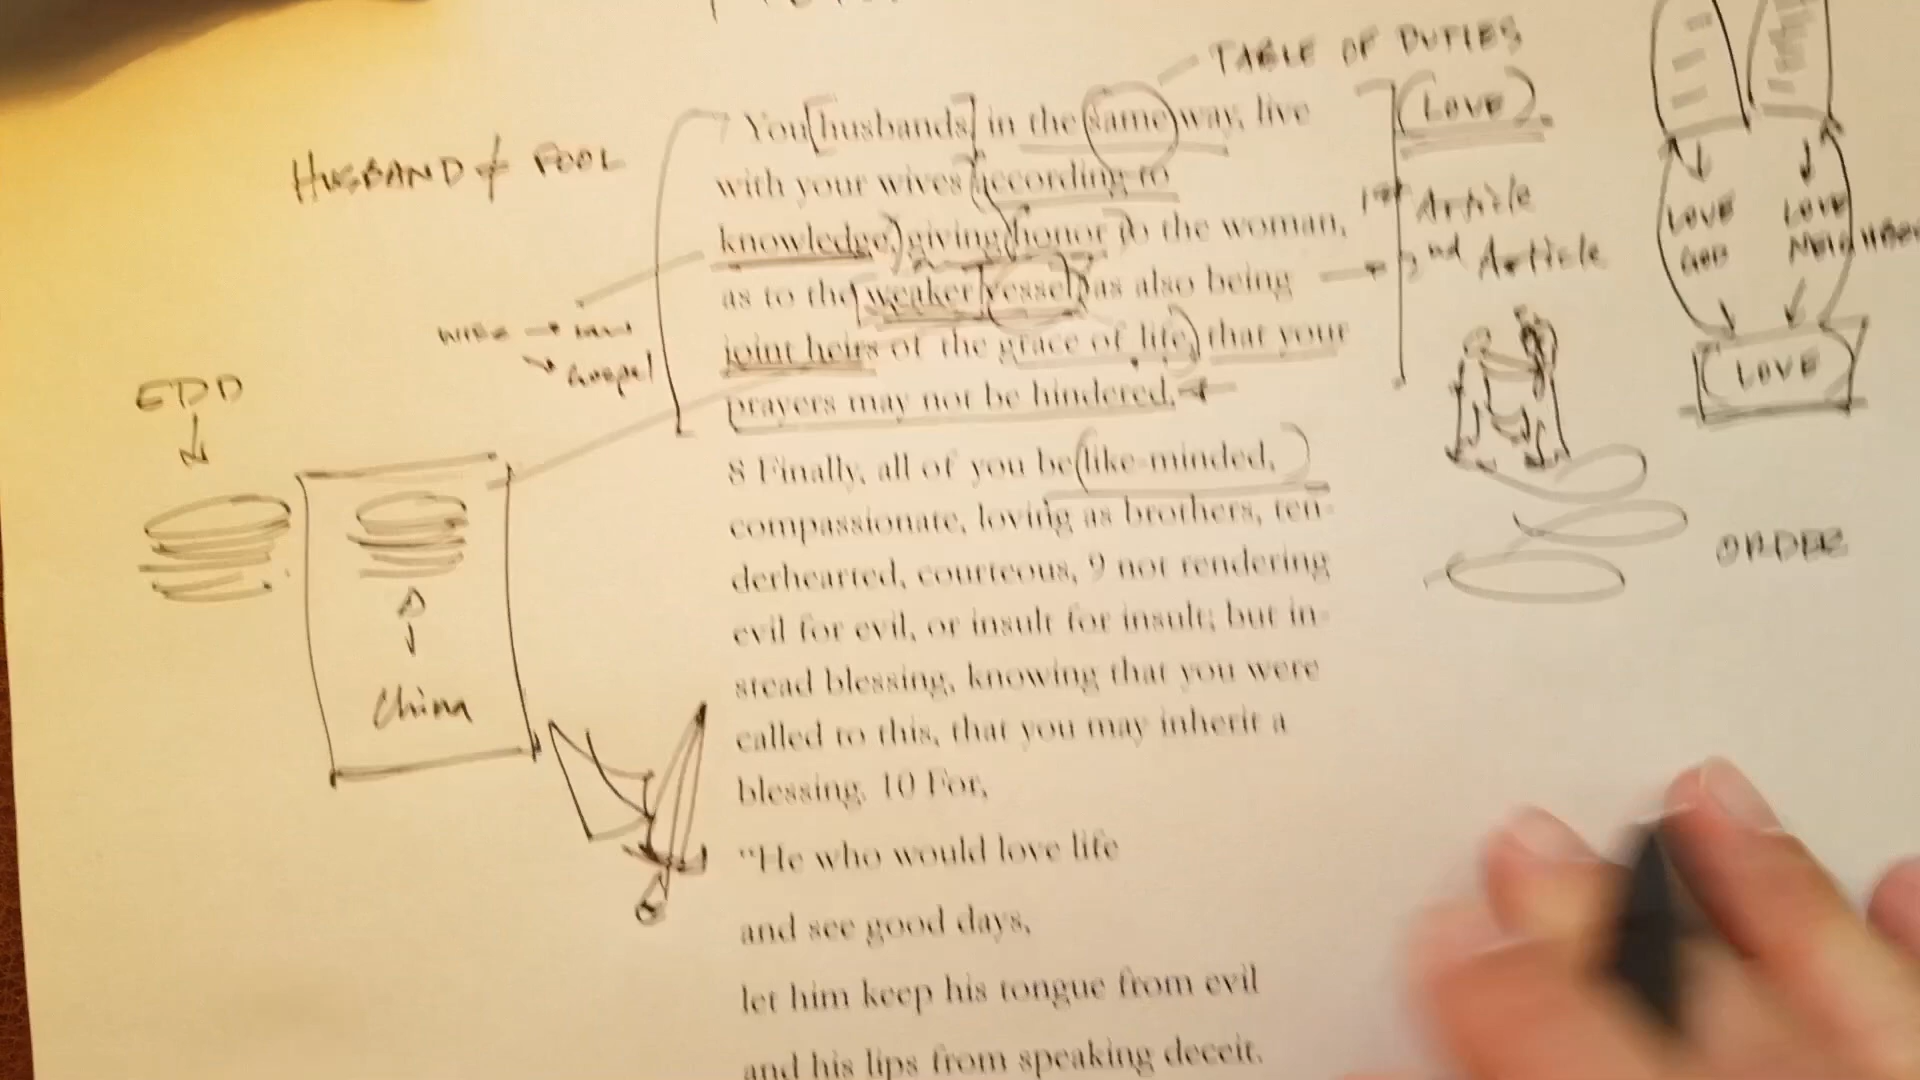 TABLE OF DUTIES
You [husbands] in the same way, live
with your wives (according to
knowledge,) giving honor to the woman,
as to the weaker vessel, as also being
joint heirs of the grace of life, that your
prayers may not be hindered.
8 Finally, all of you be (like-minded,)
compassionate, loving as brothers, ten-
derhearted, courteous, 9 not rendering
evil for evil, or insult for insult; but in-
stead blessing, knowing that you were
called to this, that you may inherit a
blessing. 10 For,
“He who would love life
and see good days,
let him keep his tongue from evil
and his lips from speaking deceit.
HUSBAND ≠ FOOL
wise → law
→ Gospel
EDD
China
(LOVE).
1st Article
2nd Article
LOVE GOD
LOVE NEIGHBOR
LOVE
ORDER